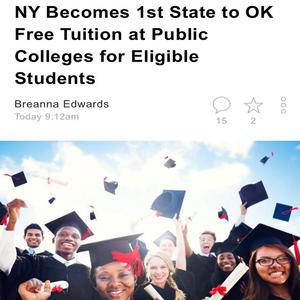 NY Becomes 1st State to OK
Free Tuition at Public
Colleges for Eligible
Students
Breanna Edwards
Today 9:12am
15
2